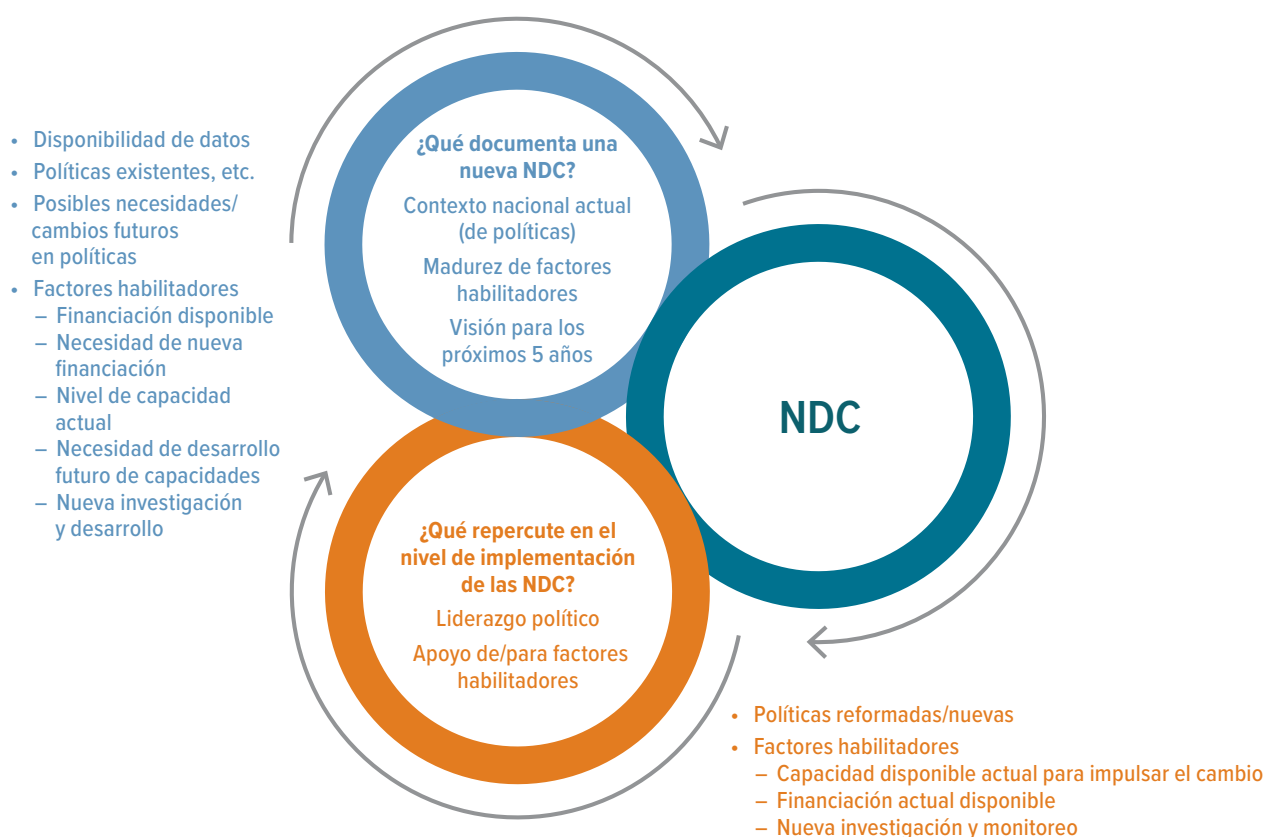 • Disponibilidad de datos
• Políticas existentes, etc.
• Posibles necesidades/
cambios futuros
en políticas
• Factores habilitadores
– Financiación disponible
– Necesidad de nueva
financiación
– Nivel de capacidad
actual
– Necesidad de desarrollo
futuro de capacidades
– Nueva investigación
y desarrollo
¿Qué documenta una
nueva NDC?
Contexto nacional actual
(de políticas)
Madurez de factores
habilitadores
Visión para los
próximos 5 años
NDC
¿Qué repercute en el
nivel de implementación
de las NDC?
Liderazgo político
Apoyo de/para factores
habilitadores
• Políticas reformadas/nuevas
• Factores habilitadores
– Capacidad disponible actual para impulsar el cambio
– Financiación actual disponible
– Nueva investigación y monitoreo